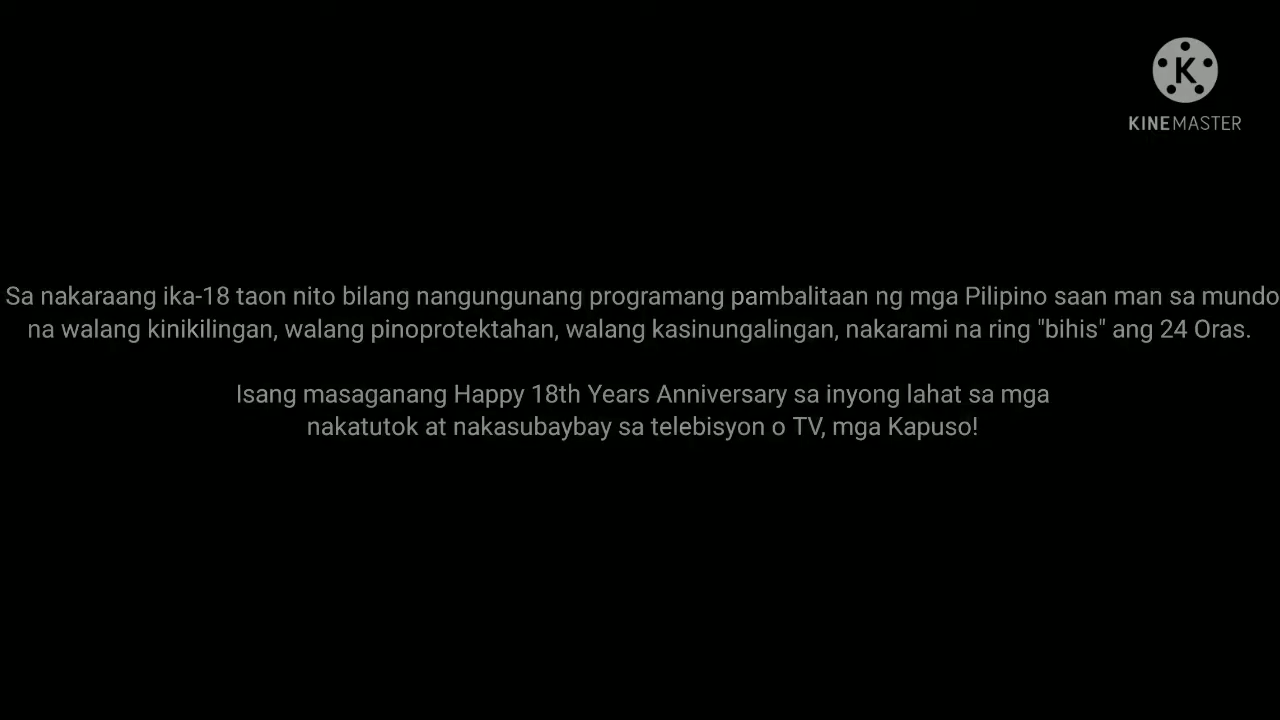 K
KINEMASTER
Sa nakaraang ika-18 taon nito bilang nangungunang programang pambalitaan ng mga Pilipino saan man sa mundo
na walang kinikilingan, walang pinoprotektahan, walang kasinungalingan, nakarami na ring "bihis" ang 24 Oras.
Isang masaganang Happy 18th Years Anniversary sa inyong lahat sa mga
nakatutok at nakasubaybay sa telebisyon o TV, mga Kapuso!